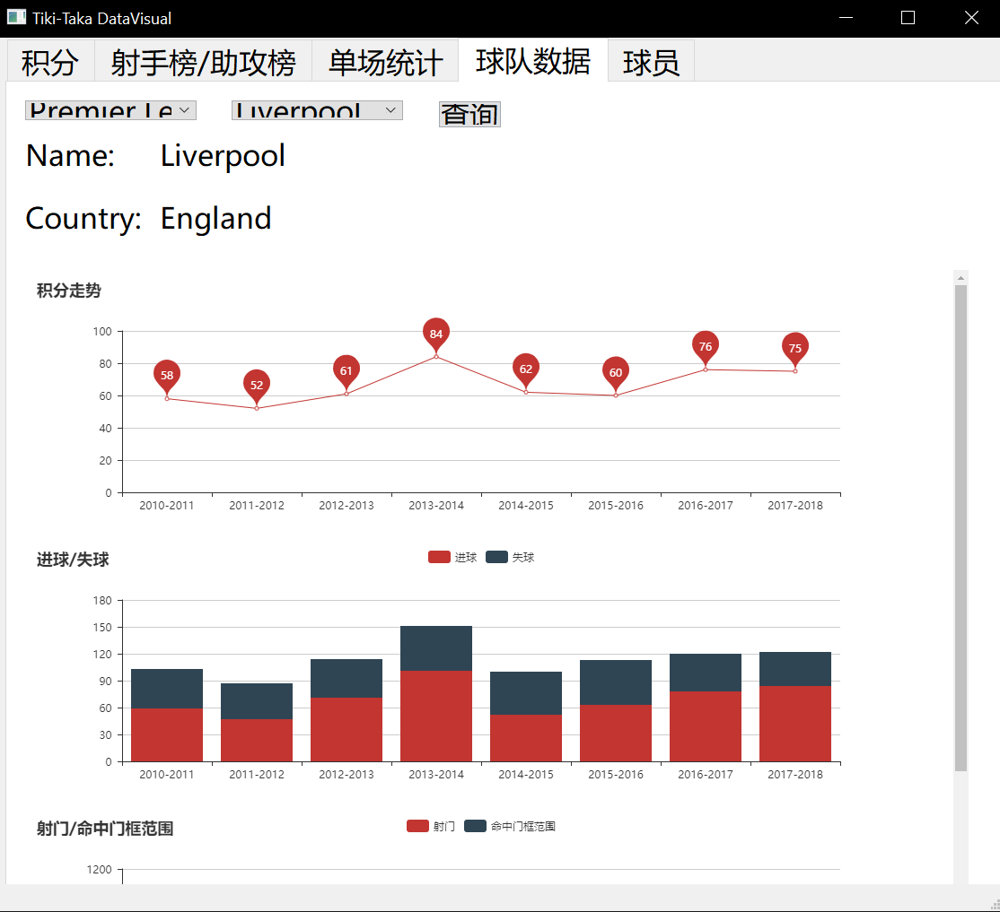 Tiki-Taka DataVisual
积分 射手榜/助攻榜 单场统计 球队数据 球员
Premier Le Liverpool 查询
Name: Liverpool
Country: England
积分走势
100
80
60
40
20
0
58 52 61 84 62 60 76 75
2010-2011 2011-2012 2012-2013 2013-2014 2014-2015 2015-2016 2016-2017 2017-2018
进球/失球
进球 失球
180
150
120
90
60
30
0
2010-2011 2011-2012 2012-2013 2013-2014 2014-2015 2015-2016 2016-2017 2017-2018
射门/命中门框范围
射门 命中门框范围
1200